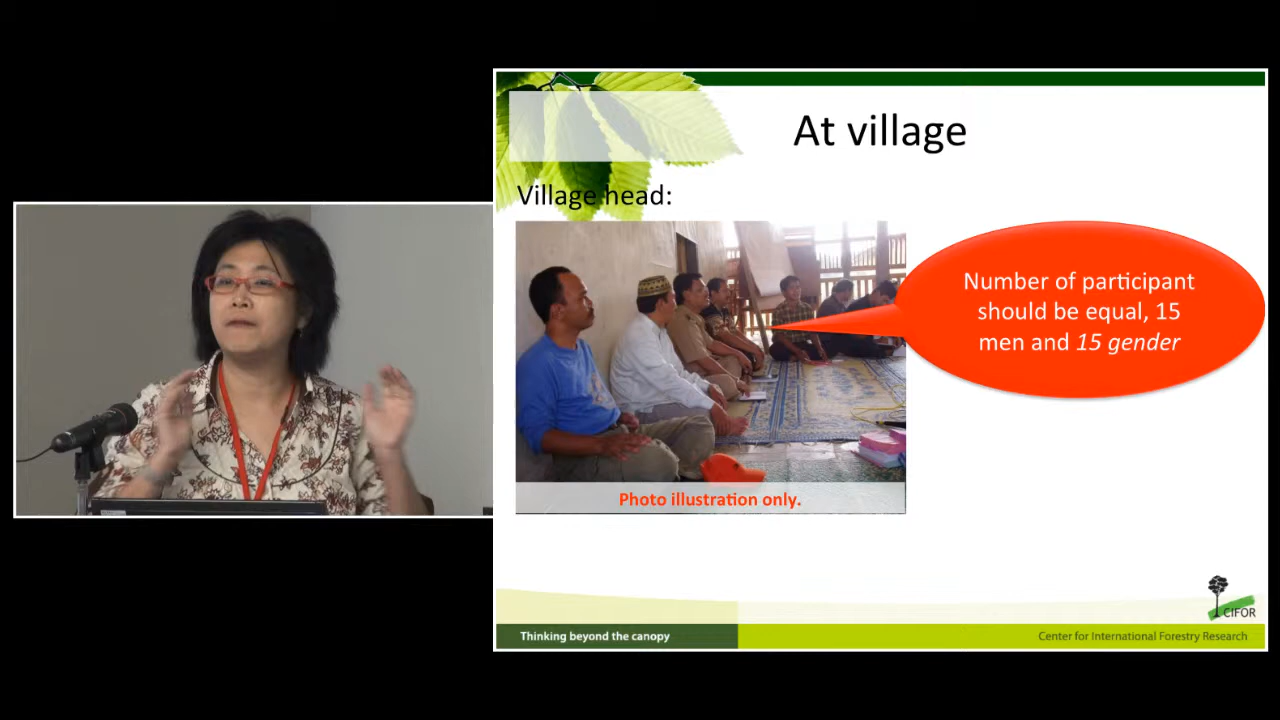 At village
Village head:
Number of participant
should be equal, 15
men and 15 gender
Photo illustration only.
CIFOR
Thinking beyond the canopy
Center for International Forestry Research